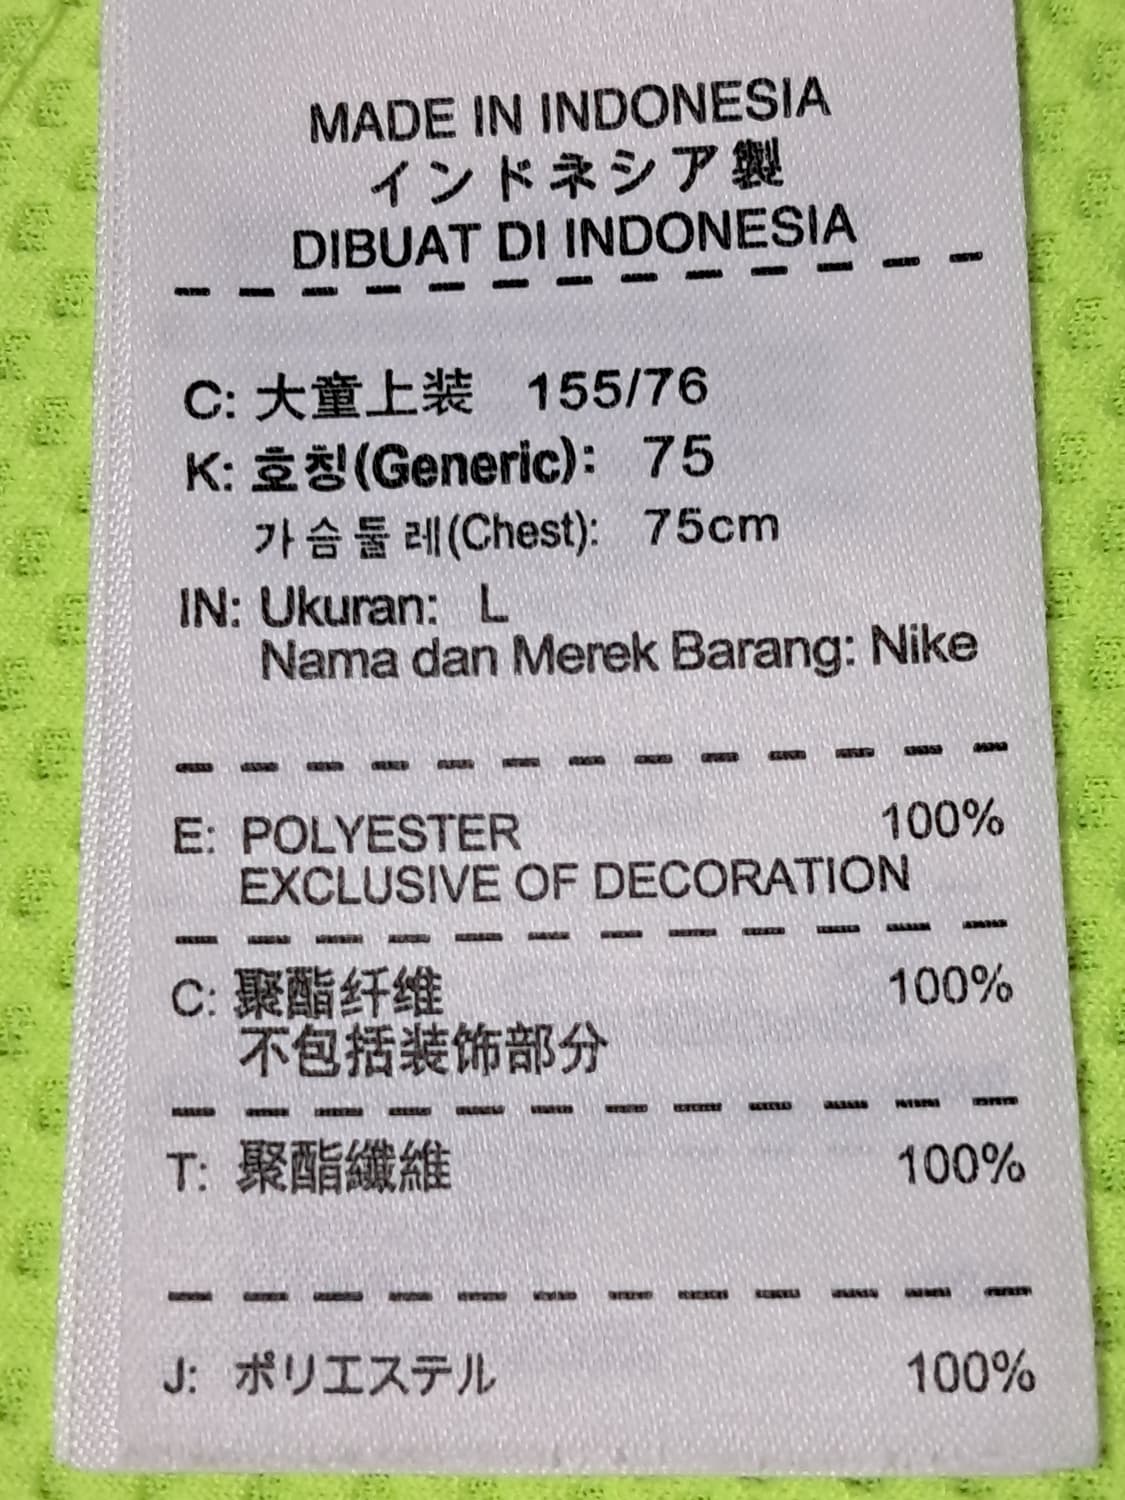 MADE IN INDONESIA
インドネシア製
DIBUAT DI INDONESIA
C: 大童上装 155/76
K: 호칭(Generic): 75
가슴둘레(Chest): 75cm
IN: Ukuran: L
Nama dan Merek Barang: Nike
E: POLYESTER 100%
EXCLUSIVE OF DECORATION
C: 聚酯纤维 100%
不包括装饰部分
T: 聚酯纖維 100%
J: ポリエステル 100%